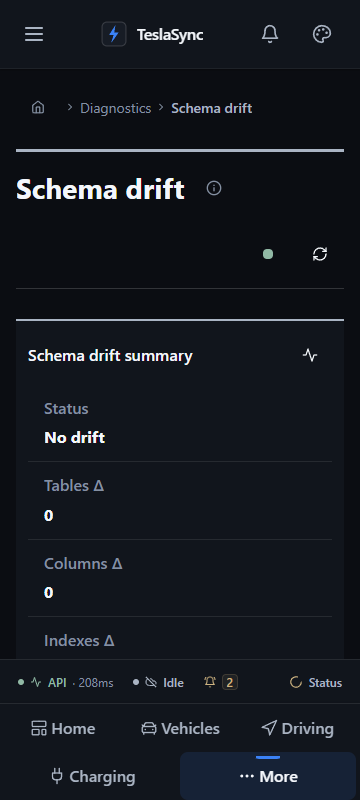 TeslaSync
Diagnostics Schema drift
Schema drift
Schema drift summary
Status
No drift
Tables Δ
0
Columns Δ
0
Indexes Δ
API · 208ms Idle 2 Status
Home Vehicles Driving
Charging More